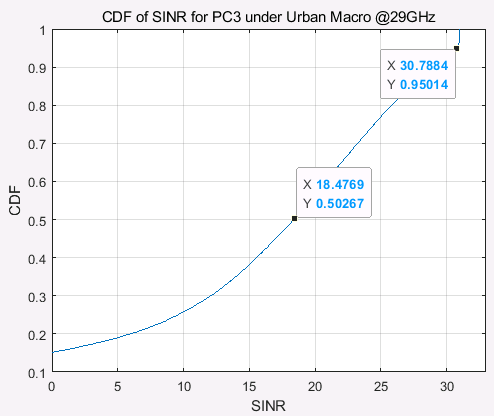 CDF of SINR for PC3 under Urban Macro @29GHz
1
0.9
0.8
0.7
0.6
0.5
0.4
0.3
0.2
0.1
CDF
X 30.7884
Y 0.95014
X 18.4769
Y 0.50267
0 5 10 15 20 25 30
SINR